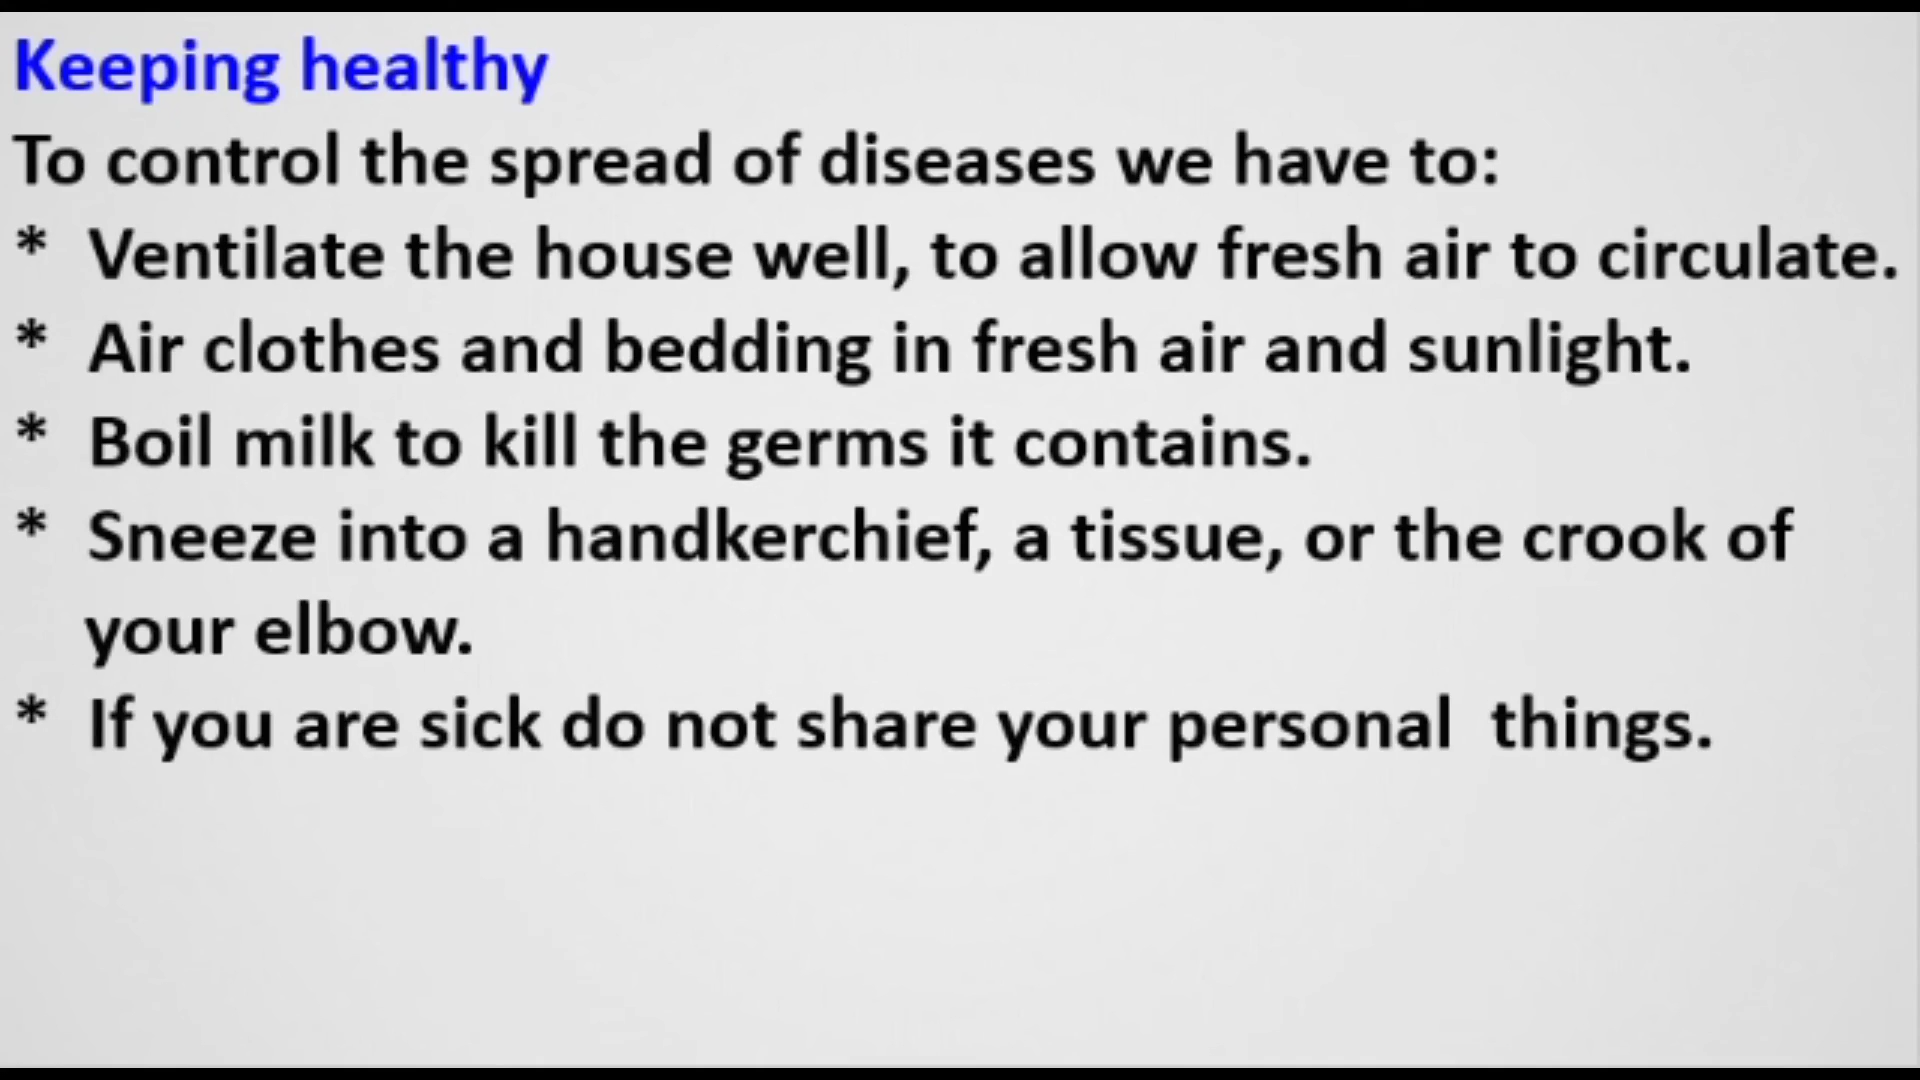 Keeping healthy
To control the spread of diseases we have to:
* Ventilate the house well, to allow fresh air to circulate.
* Air clothes and bedding in fresh air and sunlight.
* Boil milk to kill the germs it contains.
* Sneeze into a handkerchief, a tissue, or the crook of
your elbow.
* If you are sick do not share your personal  things.